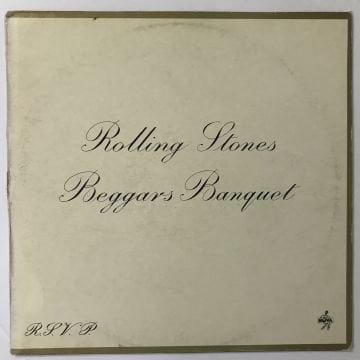 Rolling Stones
Beggars Banquet
R.S.V.P.